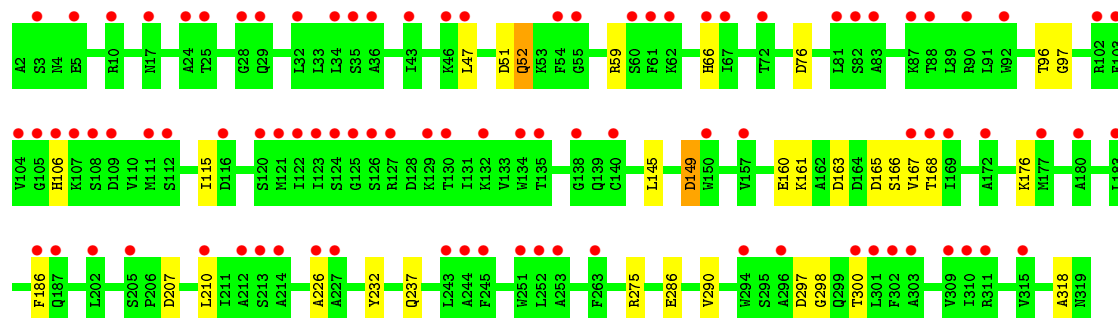 A2 S3 N4 E5 R10 N17 A24 T25 G28 Q29 L32 L33 L34 S35 A36 I43 K46 L47 D51 Q52 K53 F54 G55 R59 S60 F61 K62 H66 I67 T72 D76 L81 S82 A83 K87 T88 L89 R90 L91 W92 T96 G97 R102
V104 G105 H106 K107 S108 D109 V110 M111 S112 I115 D116 S120 M121 I122 I123 S124 G125 S126 R127 D128 K129 T130 I131 K132 V133 W134 T135 G138 Q139 C140 L145 D149 W150 V157 E160 K161 A162 D163 D164 D165 S166 V167 T168 I169 A172 K176 M177 A180
F186 Q187 L202 S205 P206 D207 L210 I211 A212 S213 A214 A226 A227 Y232 Q237 L243 A244 F245 W251 L252 A253 F263 R275 E286 V290 W294 S295 A296 D297 G298 Q299 T300 L301 F302 A303 V309 T310 R311 V315 A318 N319